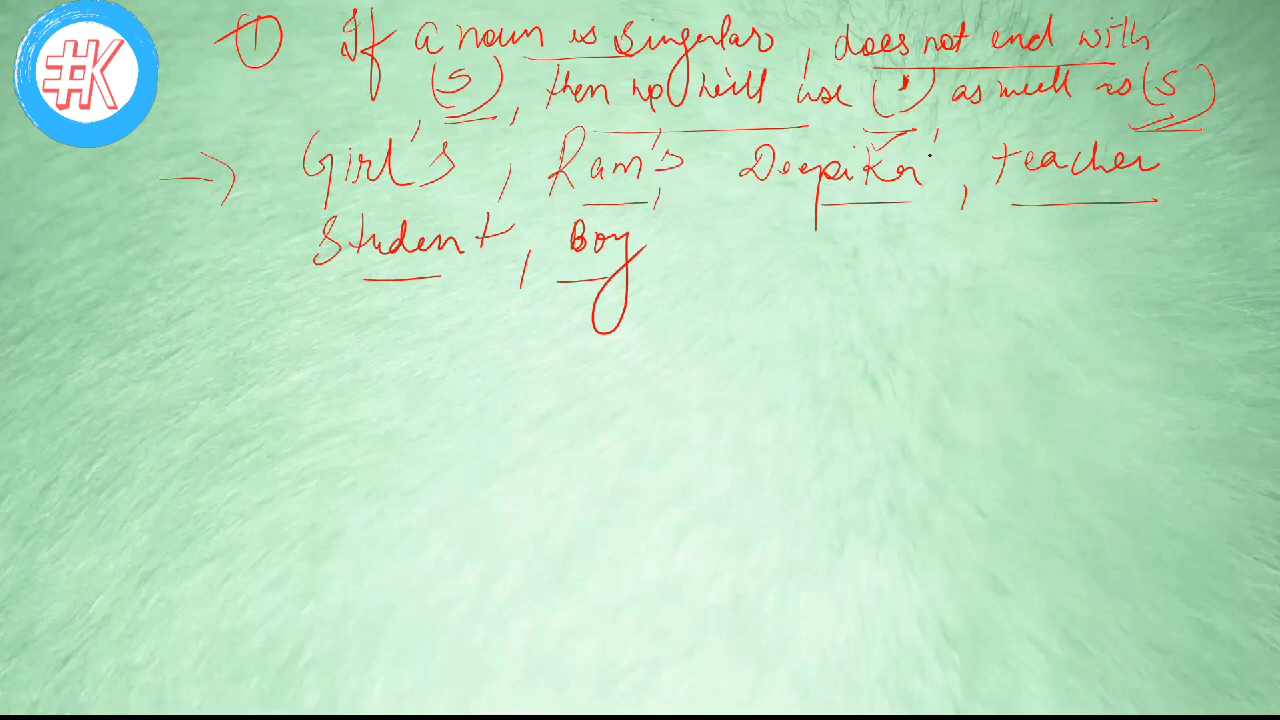 #K
① If a noun is singular, does not end with
(s), then we will use (') as well as (s)
→ Girl's, Ram's Deepika', teacher
Student, Boy